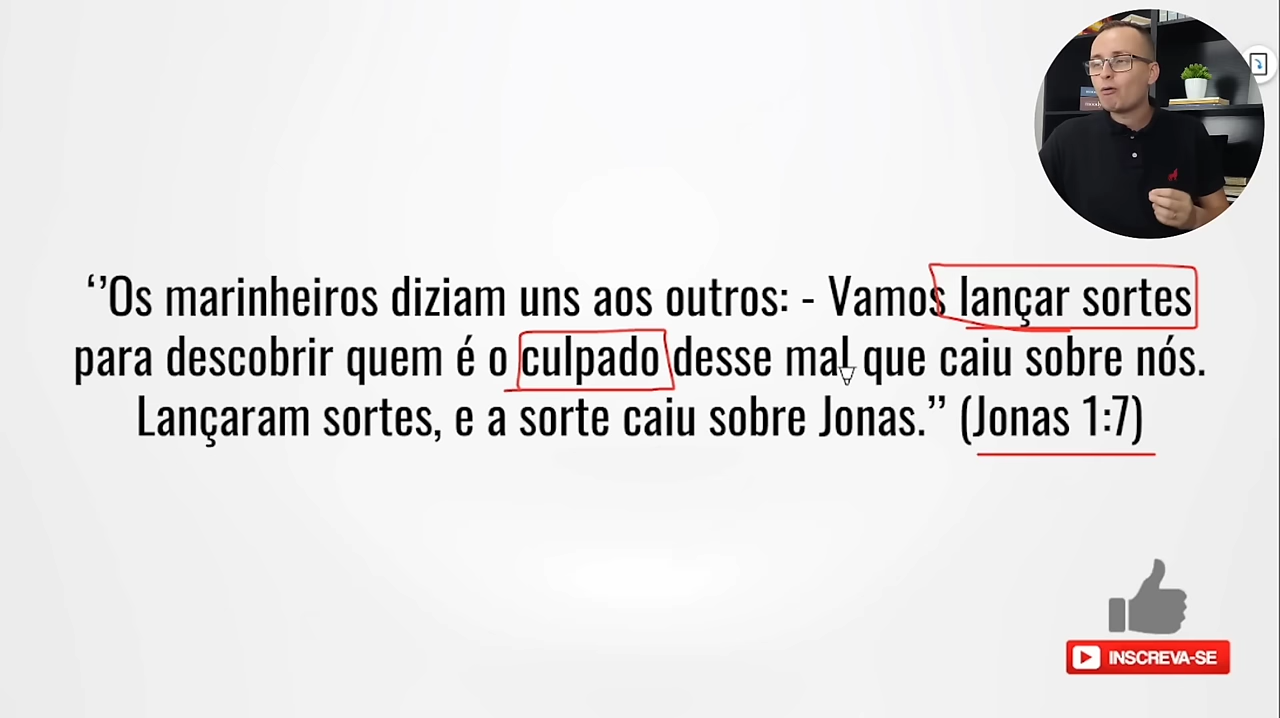 ‘’Os marinheiros diziam uns aos outros: - Vamos lançar sortes
para descobrir quem é o culpado desse mal que caiu sobre nós.
Lançaram sortes, e a sorte caiu sobre Jonas.’’ (Jonas 1:7)
INSCREVA-SE